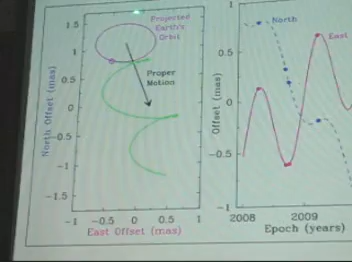 Projected
Earth's
Orbit
Proper
Motion
North Offset (mas)
1.5
1
0.5
0
-0.5
-1
-1.5
-1 -0.5 0 0.5 1
East Offset (mas)
North
East
Offset (mas)
1
0.5
0
-0.5
-1
2008 2009
Epoch (years)